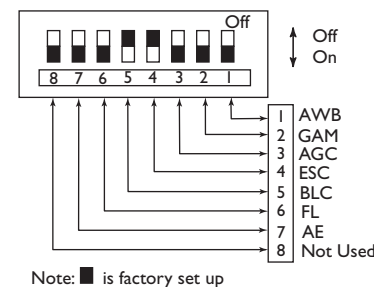 Off
Off
On
8 7 6 5 4 3 2 1
1 AWB
2 GAM
3 AGC
4 ESC
5 BLC
6 FL
7 AE
8 Not Used
Note: is factory set up